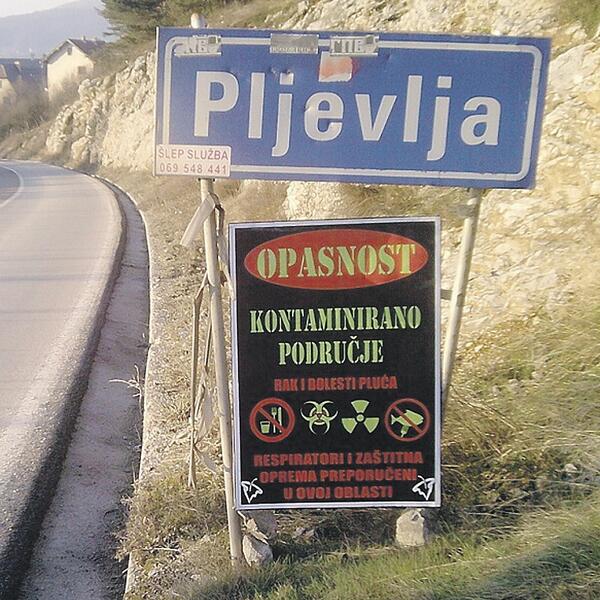 Pljevlja
ŠLEP SLUŽBA
069 548 441
OPASNOST
KONTAMINIRANO
PODRUČJE
RAK I BOLESTI PLUĆA
RESPIRATORI I ZAŠTITNA
OPREMA PREPORUČENI
U OVOJ OBLASTI